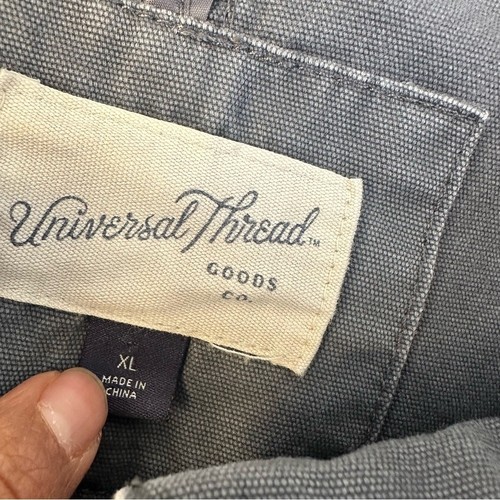 Universal Thread™
GOODS
CO.
XL
MADE IN
CHINA